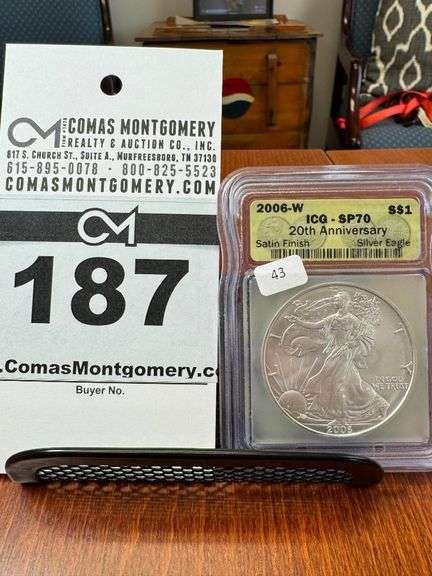 COMAS MONTGOMERY
REALTY & AUCTION CO., INC.
817 S. CHURCH ST., SUITE A., MURFREESBORO, TN 37130
615-895-0078 · 800-825-5523
COMASMONTGOMERY.COM
CM
187
.ComasMontgomery.c
Buyer No.
2006-W S$1
ICG - SP70
20th Anniversary
Satin Finish Silver Eagle
43
LIBERTY
IN GOD
WE TRUST
2006